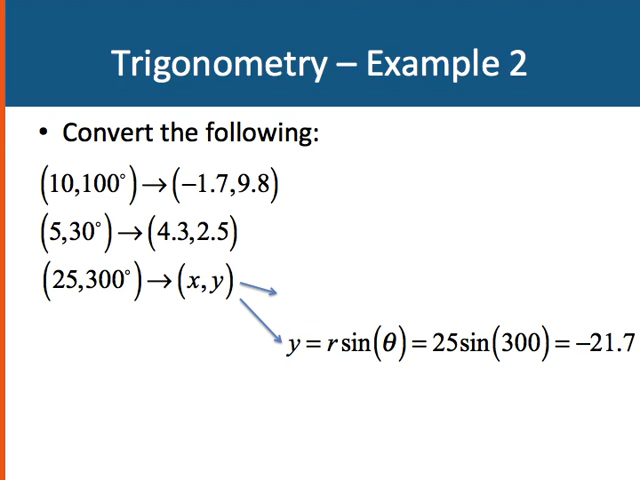 Trigonometry – Example 2
• Convert the following:
(10,100°)→(−1.7,9.8)
(5,30°)→(4.3,2.5)
(25,300°)→(x,y)
y = r sin(θ) = 25sin(300) = −21.7